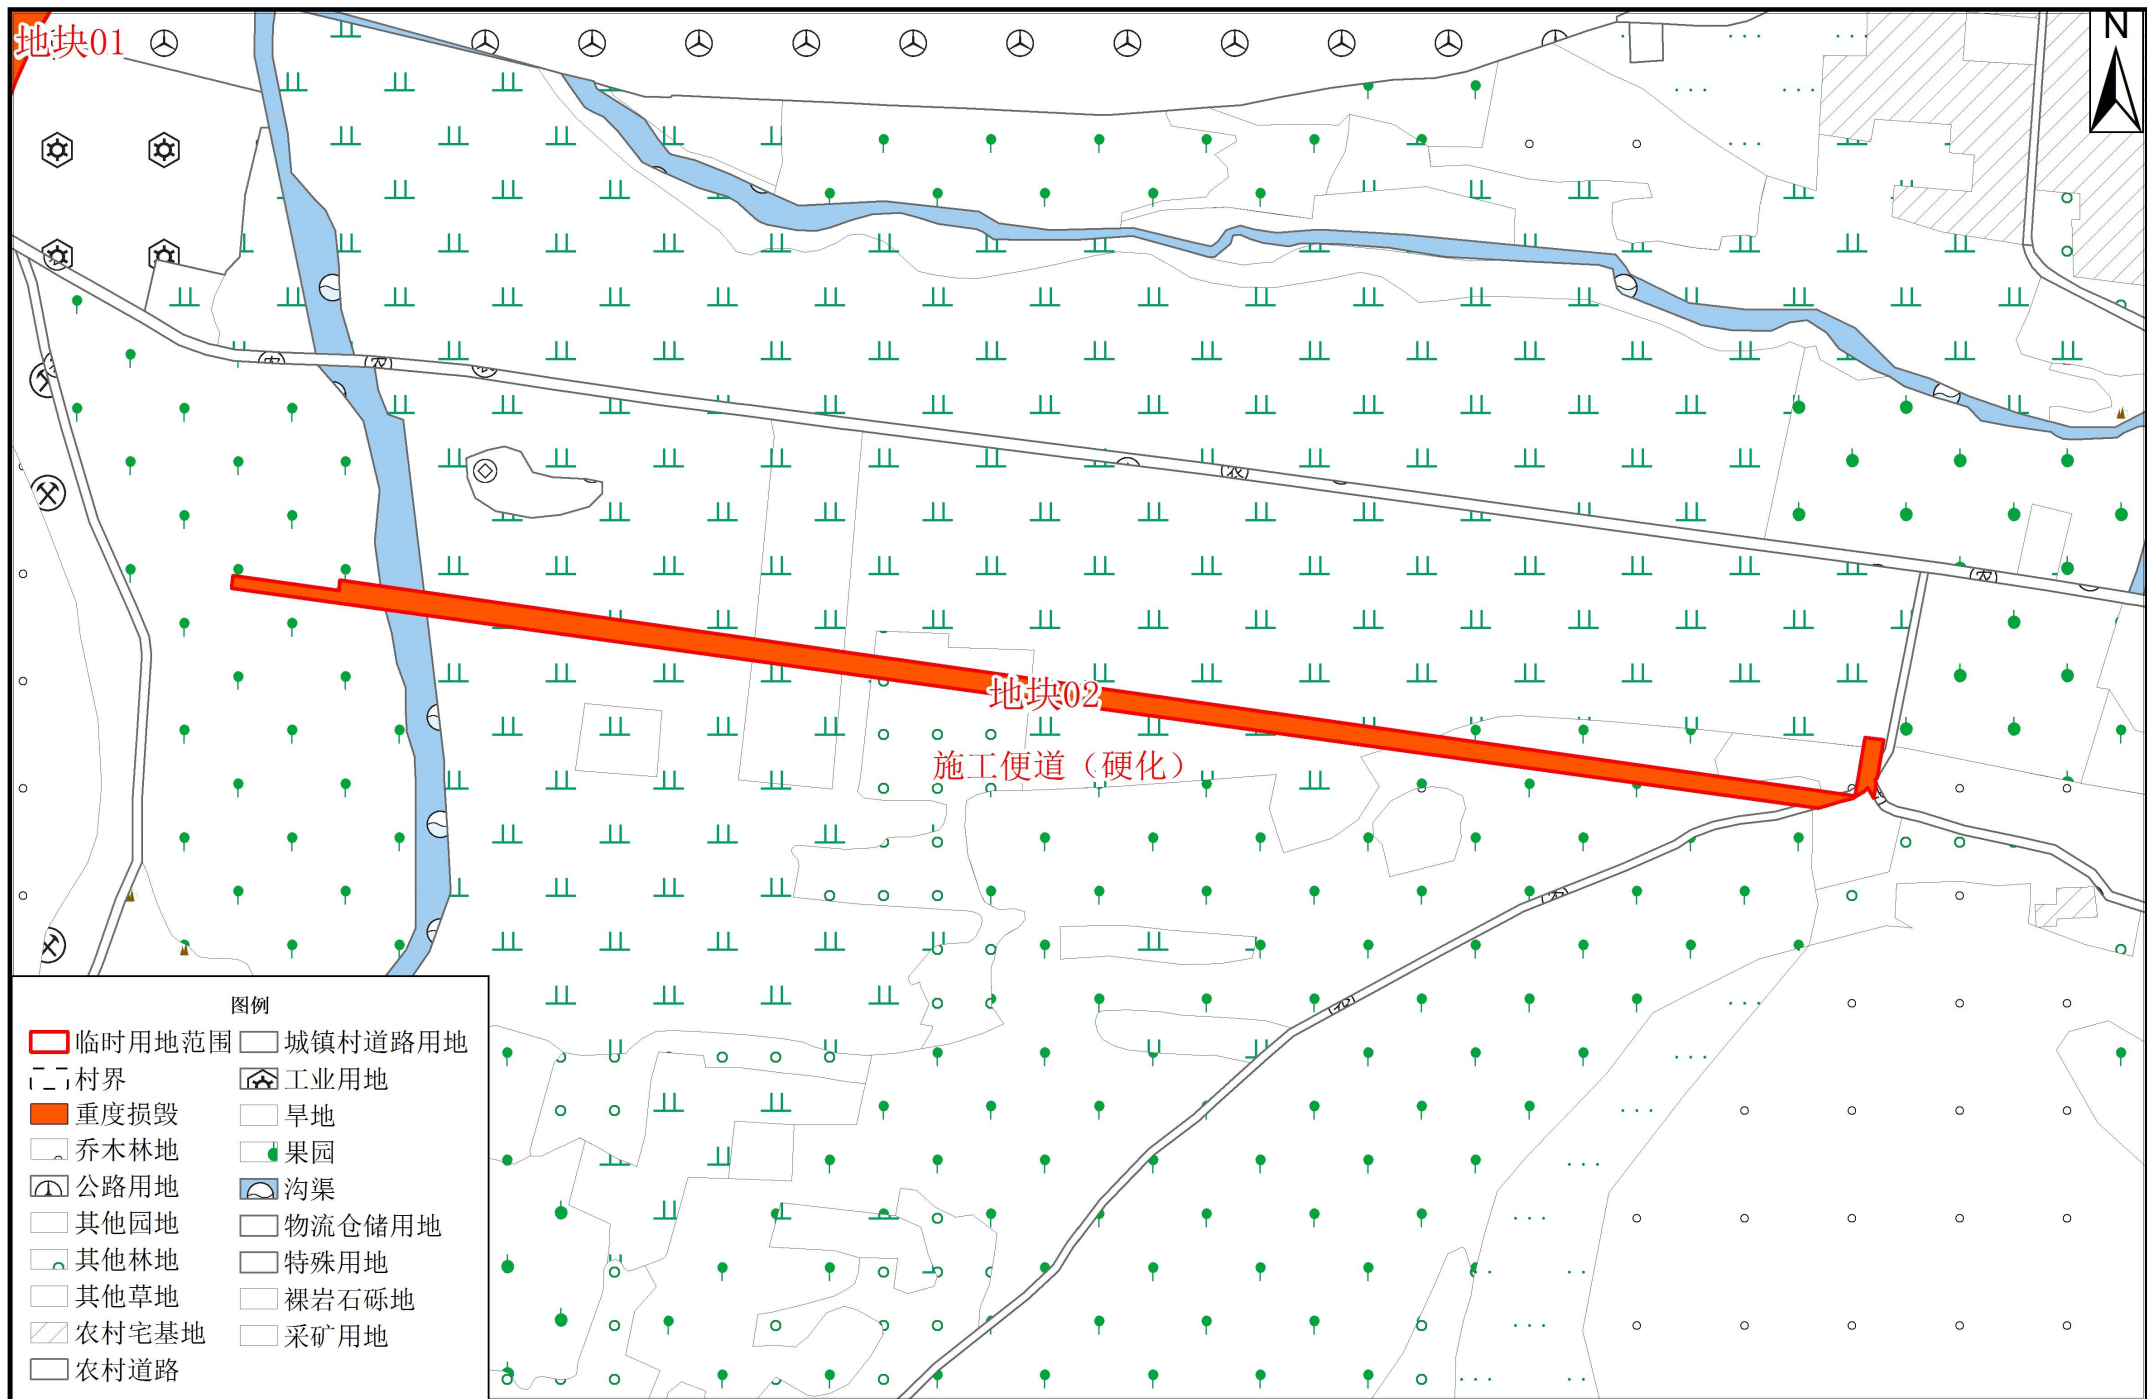 地块01
N
农
农
农
农
地块02
施工便道（硬化）
图例
临时用地范围
城镇村道路用地
村界
工业用地
重度损毁
旱地
乔木林地
果园
公路用地
沟渠
其他园地
物流仓储用地
其他林地
特殊用地
其他草地
裸岩石砾地
农村宅基地
采矿用地
农村道路